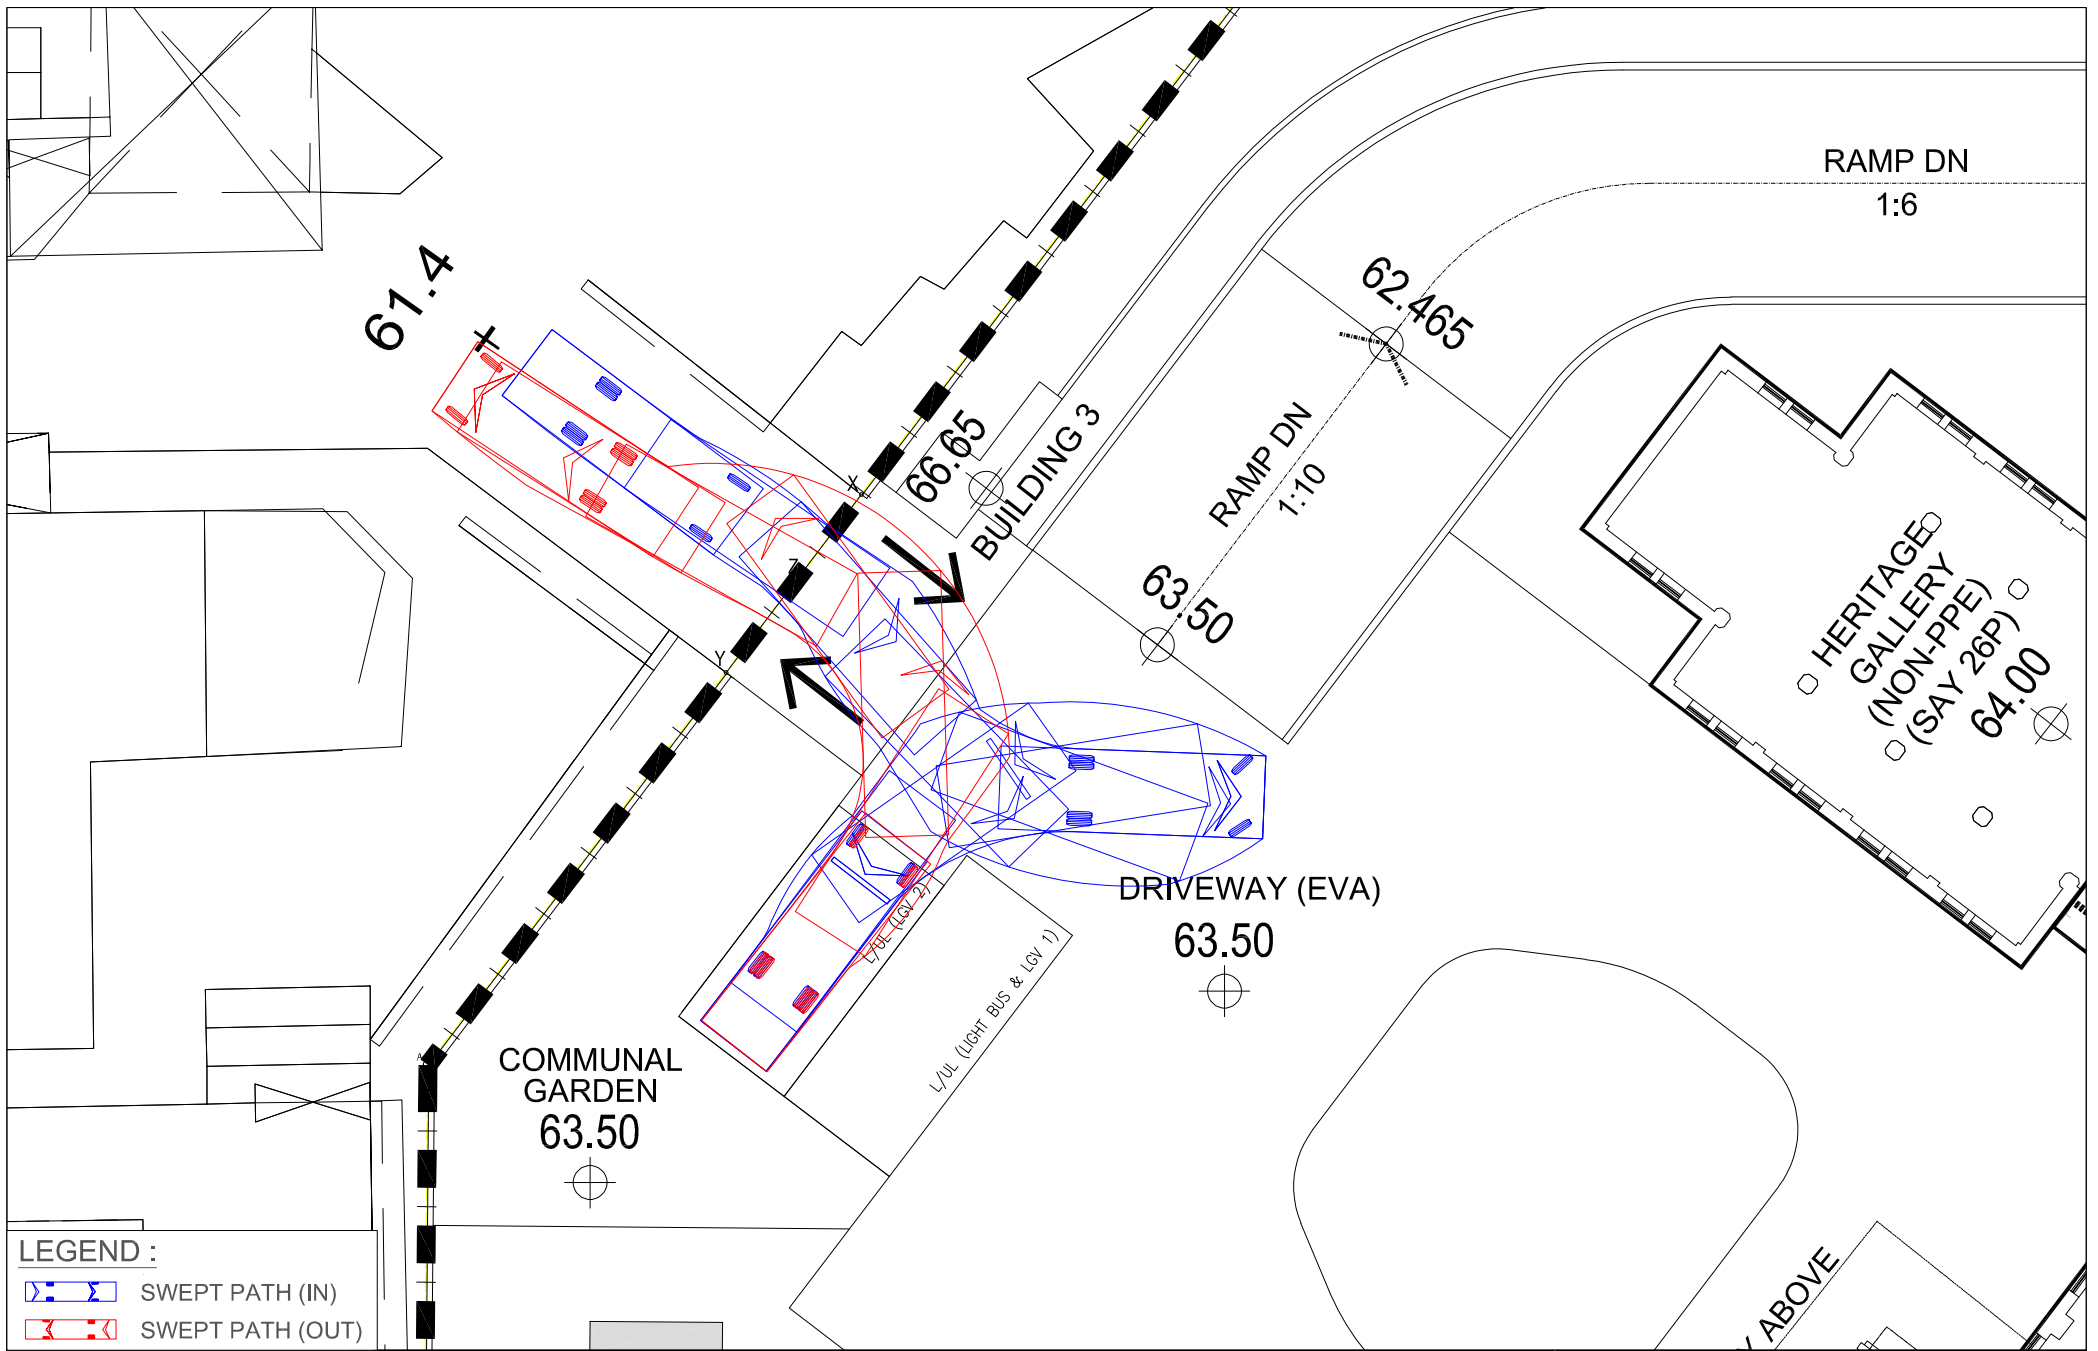 RAMP DN
1:6
61.4
62.465
66.65
BUILDING 3
RAMP DN
1:10
63.50
X
Z
Y
HERITAGE
GALLERY
(NON-PPE)
(SAY 26P)
64.00
DRIVEWAY (EVA)
63.50
L/UL (LGV 2)
L/UL (LIGHT BUS & LGV 1)
A
COMMUNAL
GARDEN
63.50
LEGEND :
SWEPT PATH (IN)
SWEPT PATH (OUT)
ABOVE